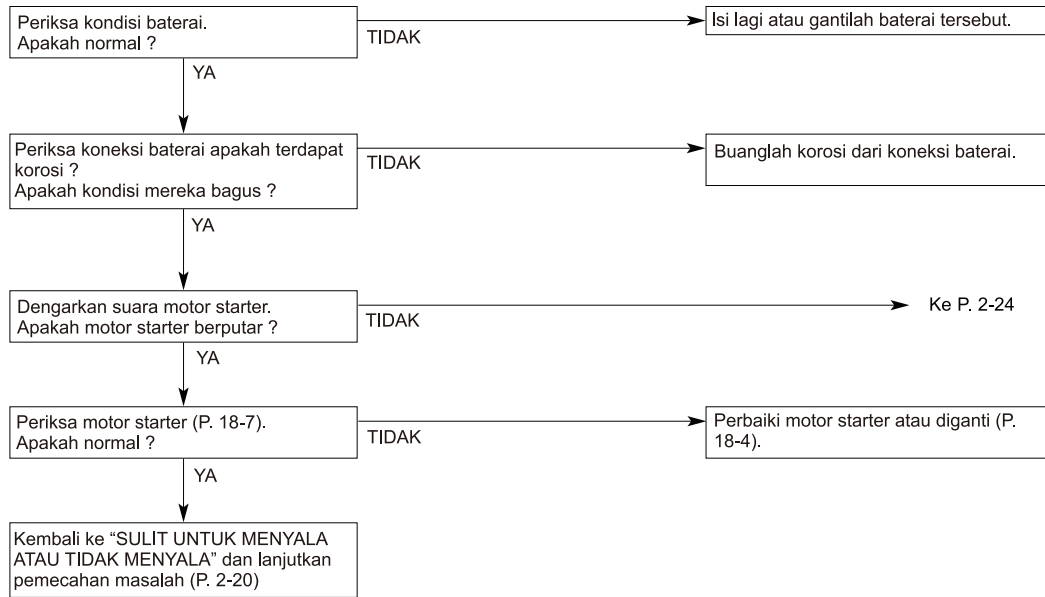 Periksa kondisi baterai.
Apakah normal ?
TIDAK
Isi lagi atau gantilah baterai tersebut.
YA
Periksa koneksi baterai apakah terdapat
korosi ?
Apakah kondisi mereka bagus ?
TIDAK
Buanglah korosi dari koneksi baterai.
YA
Dengarkan suara motor starter.
Apakah motor starter berputar ?
TIDAK
Ke P. 2-24
YA
Periksa motor starter (P. 18-7).
Apakah normal ?
TIDAK
Perbaiki motor starter atau diganti (P.
18-4).
YA
Kembali ke “SULIT UNTUK MENYALA
ATAU TIDAK MENYALA” dan lanjutkan
pemecahan masalah (P. 2-20)